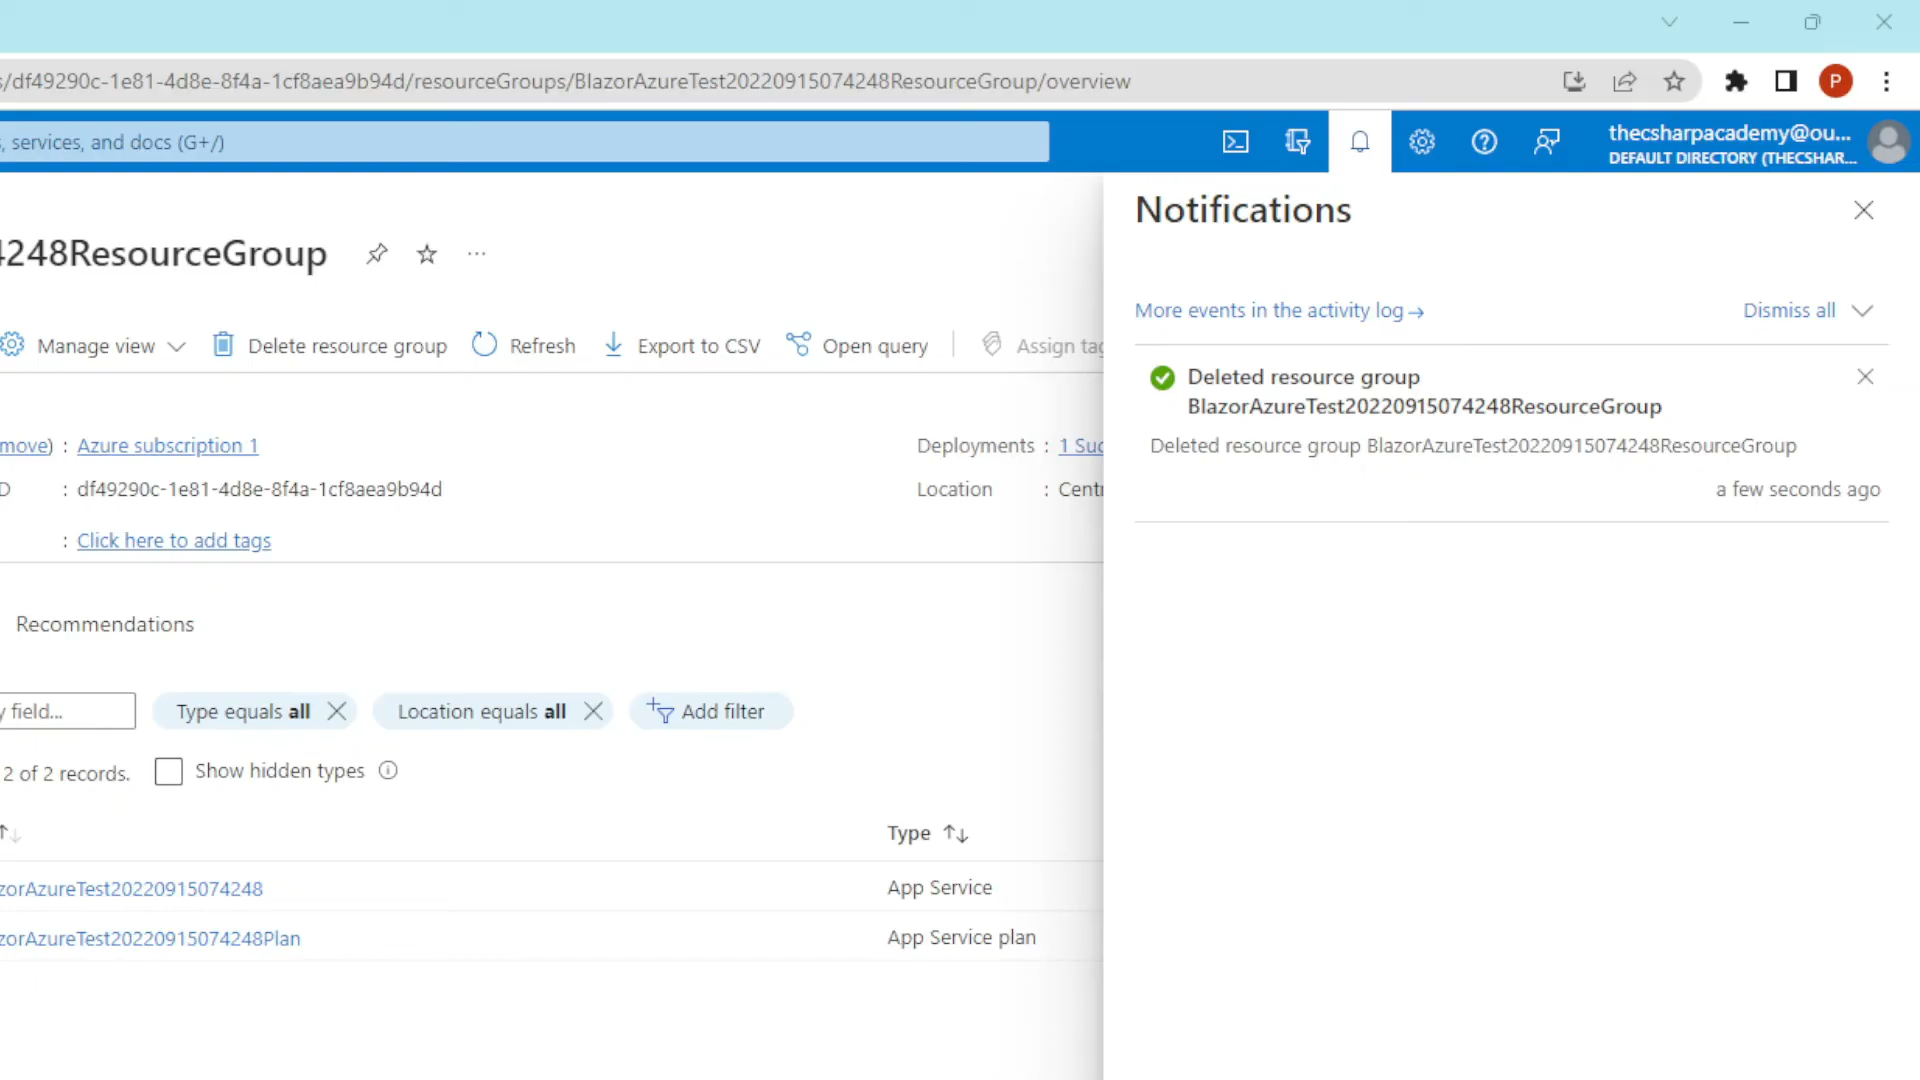 s/df49290c-1e81-4d8e-8f4a-1cf8aea9b94d/resourceGroups/BlazorAzureTest20220915074248ResourceGroup/overview
P
, services, and docs (G+/)
thecsharpacademy@ou...
DEFAULT DIRECTORY (THECSHAR...
Notifications
4248ResourceGroup
More events in the activity log →
Dismiss all
Manage view
Delete resource group
Refresh
Export to CSV
Open query
Assign tag
Deleted resource group
BlazorAzureTest20220915074248ResourceGroup
Deleted resource group BlazorAzureTest20220915074248ResourceGroup
a few seconds ago
move) : Azure subscription 1
Deployments : 1 Suc
D : df49290c-1e81-4d8e-8f4a-1cf8aea9b94d
Location : Centr
: Click here to add tags
Recommendations
y field...
Type equals all
Location equals all
Add filter
2 of 2 records.
Show hidden types
Type ↑↓
zorAzureTest20220915074248
App Service
zorAzureTest20220915074248Plan
App Service plan